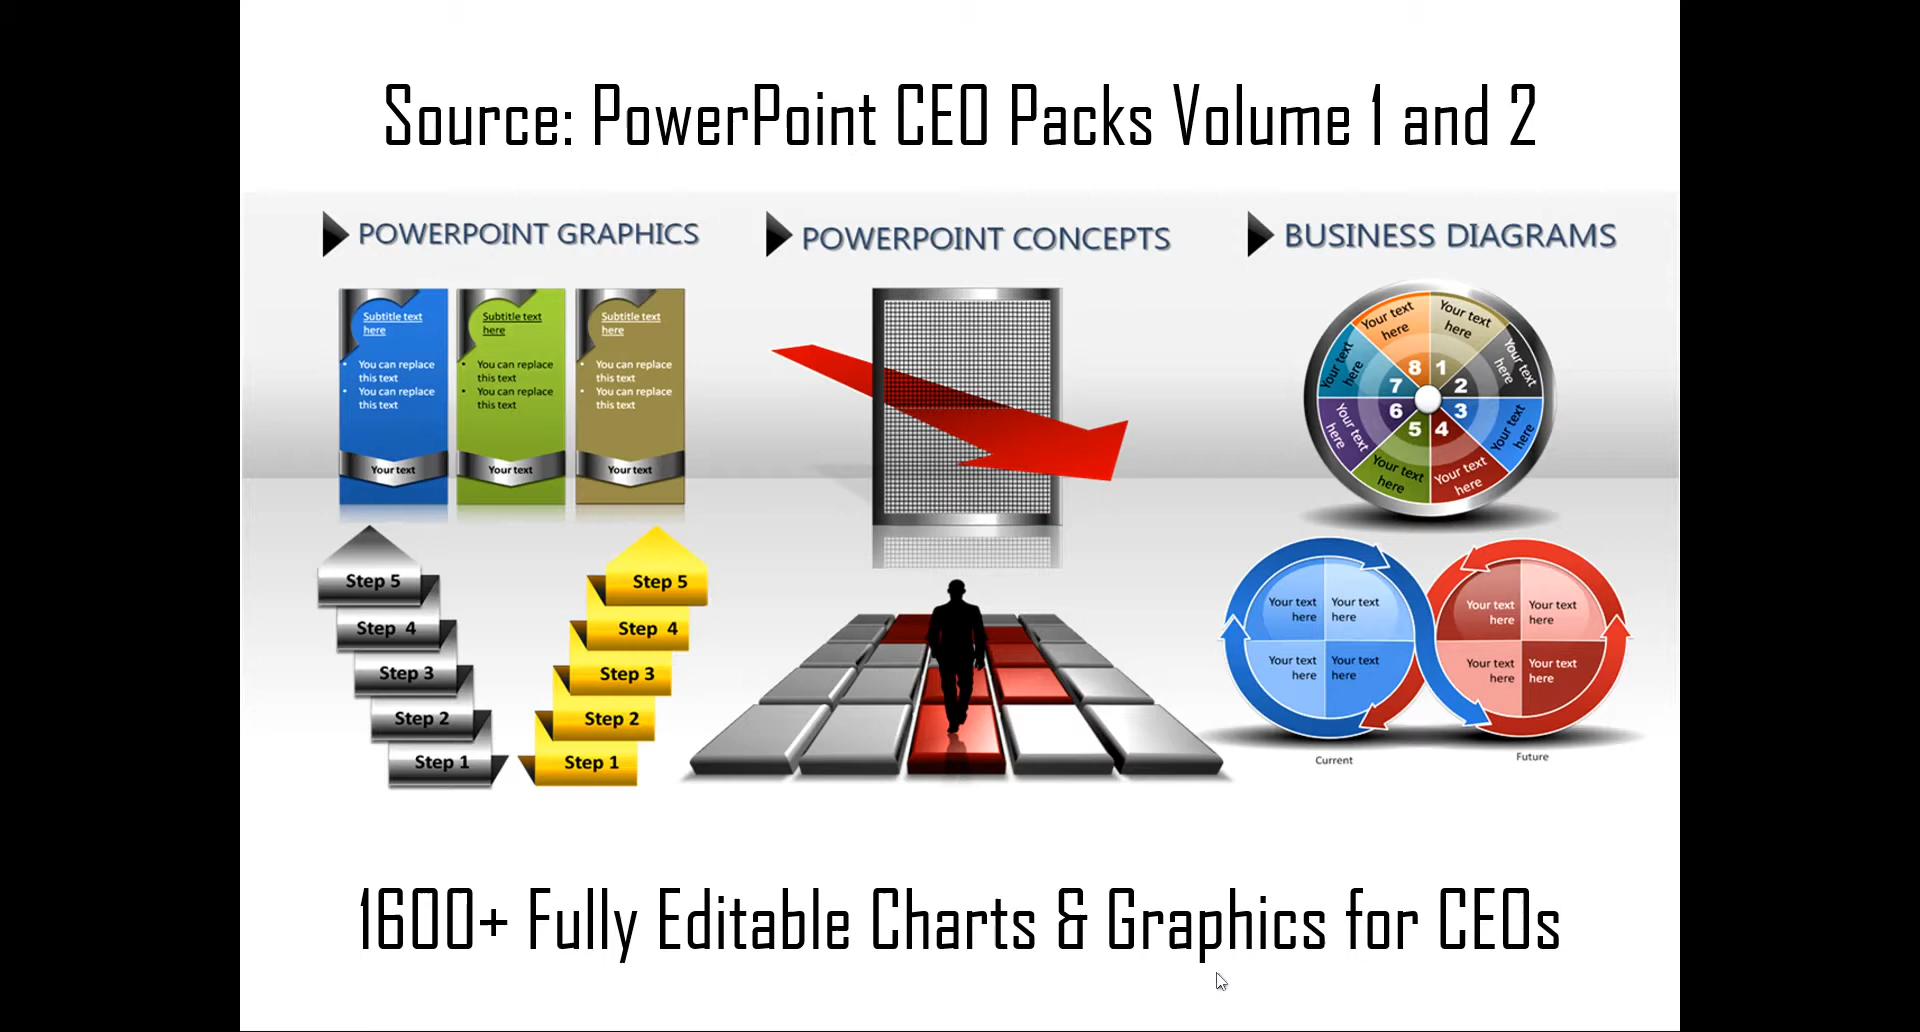 Source: PowerPoint CEO Packs Volume 1 and 2
POWERPOINT GRAPHICS
Subtitle text
here
• You can replace
this text
• You can replace
this text
Your text
Subtitle text
here
• You can replace
this text
• You can replace
this text
Your text
Subtitle text
here
• You can replace
this text
• You can replace
this text
Your text
Step 5
Step 4
Step 3
Step 2
Step 1
Step 5
Step 4
Step 3
Step 2
Step 1
POWERPOINT CONCEPTS
BUSINESS DIAGRAMS
Your text
here
1
Your text
here
2
Your text
here
3
Your text
here
4
Your text
here
5
Your text
here
6
Your text
here
7
Your text
here
8
Your text
here
Your text
here
Your text
here
Your text
here
Current
Your text
here
Your text
here
Your text
here
Your text
here
Future
1600+ Fully Editable Charts & Graphics for CEOs